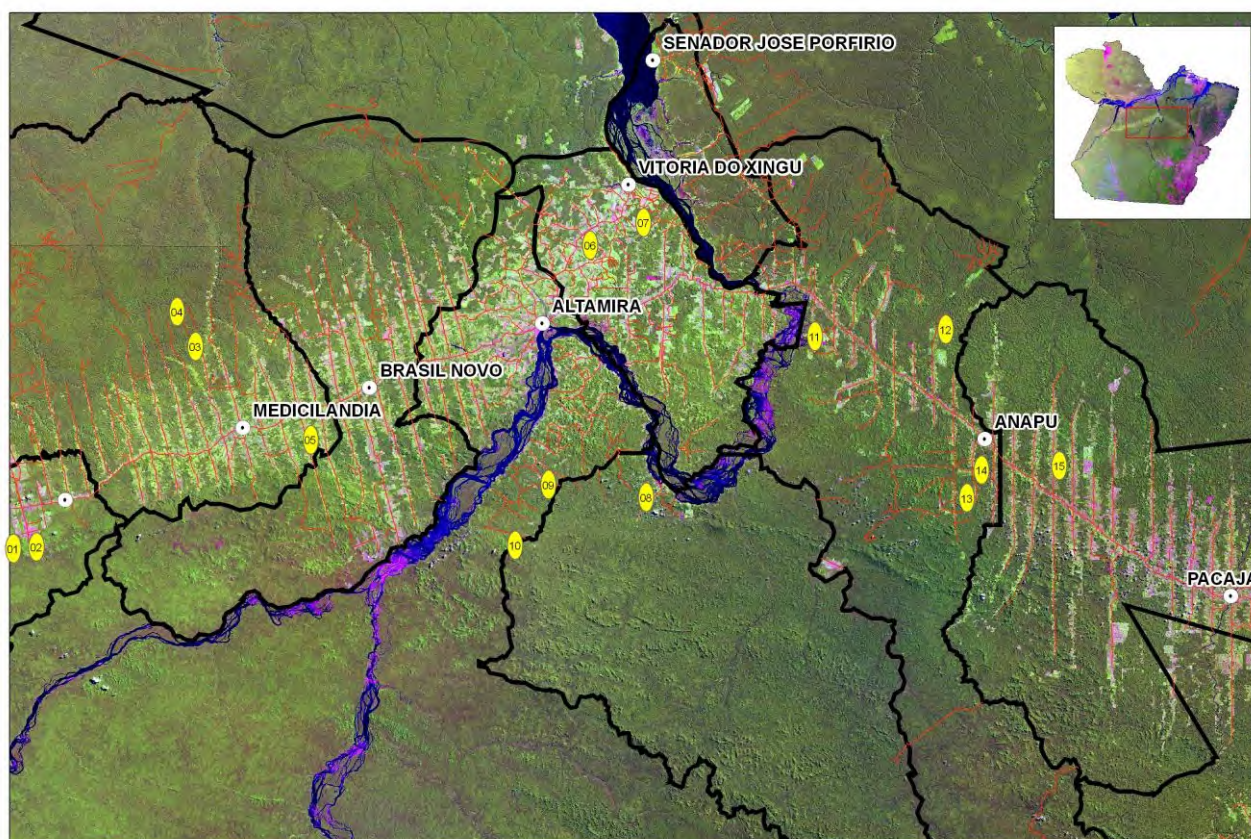 SENADOR JOSE PORFIRIO
VITORIA DO XINGU
07
06
04
ALTAMIRA
12
11
03
BRASIL NOVO
MEDICILANDIA
05
ANAPU
15
14
09
08
13
01
02
10
PACAJA